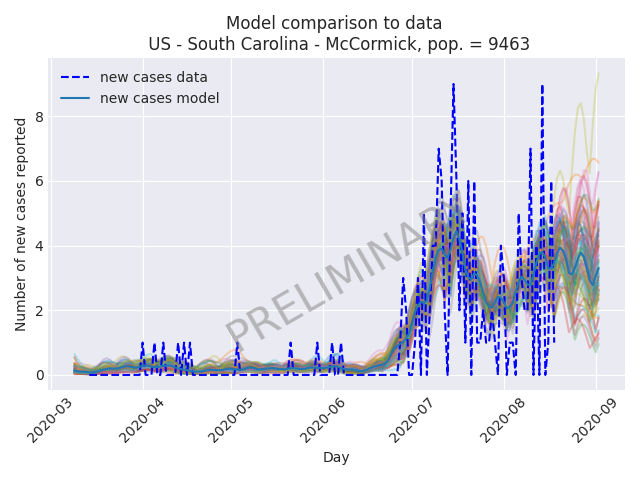 Model comparison to data
US - South Carolina - McCormick, pop. = 9463
new cases data
new cases model
Number of new cases reported
8
6
4
2
0
PRELIMINARY
2020-03
2020-04
2020-05
2020-06
2020-07
2020-08
2020-09
Day